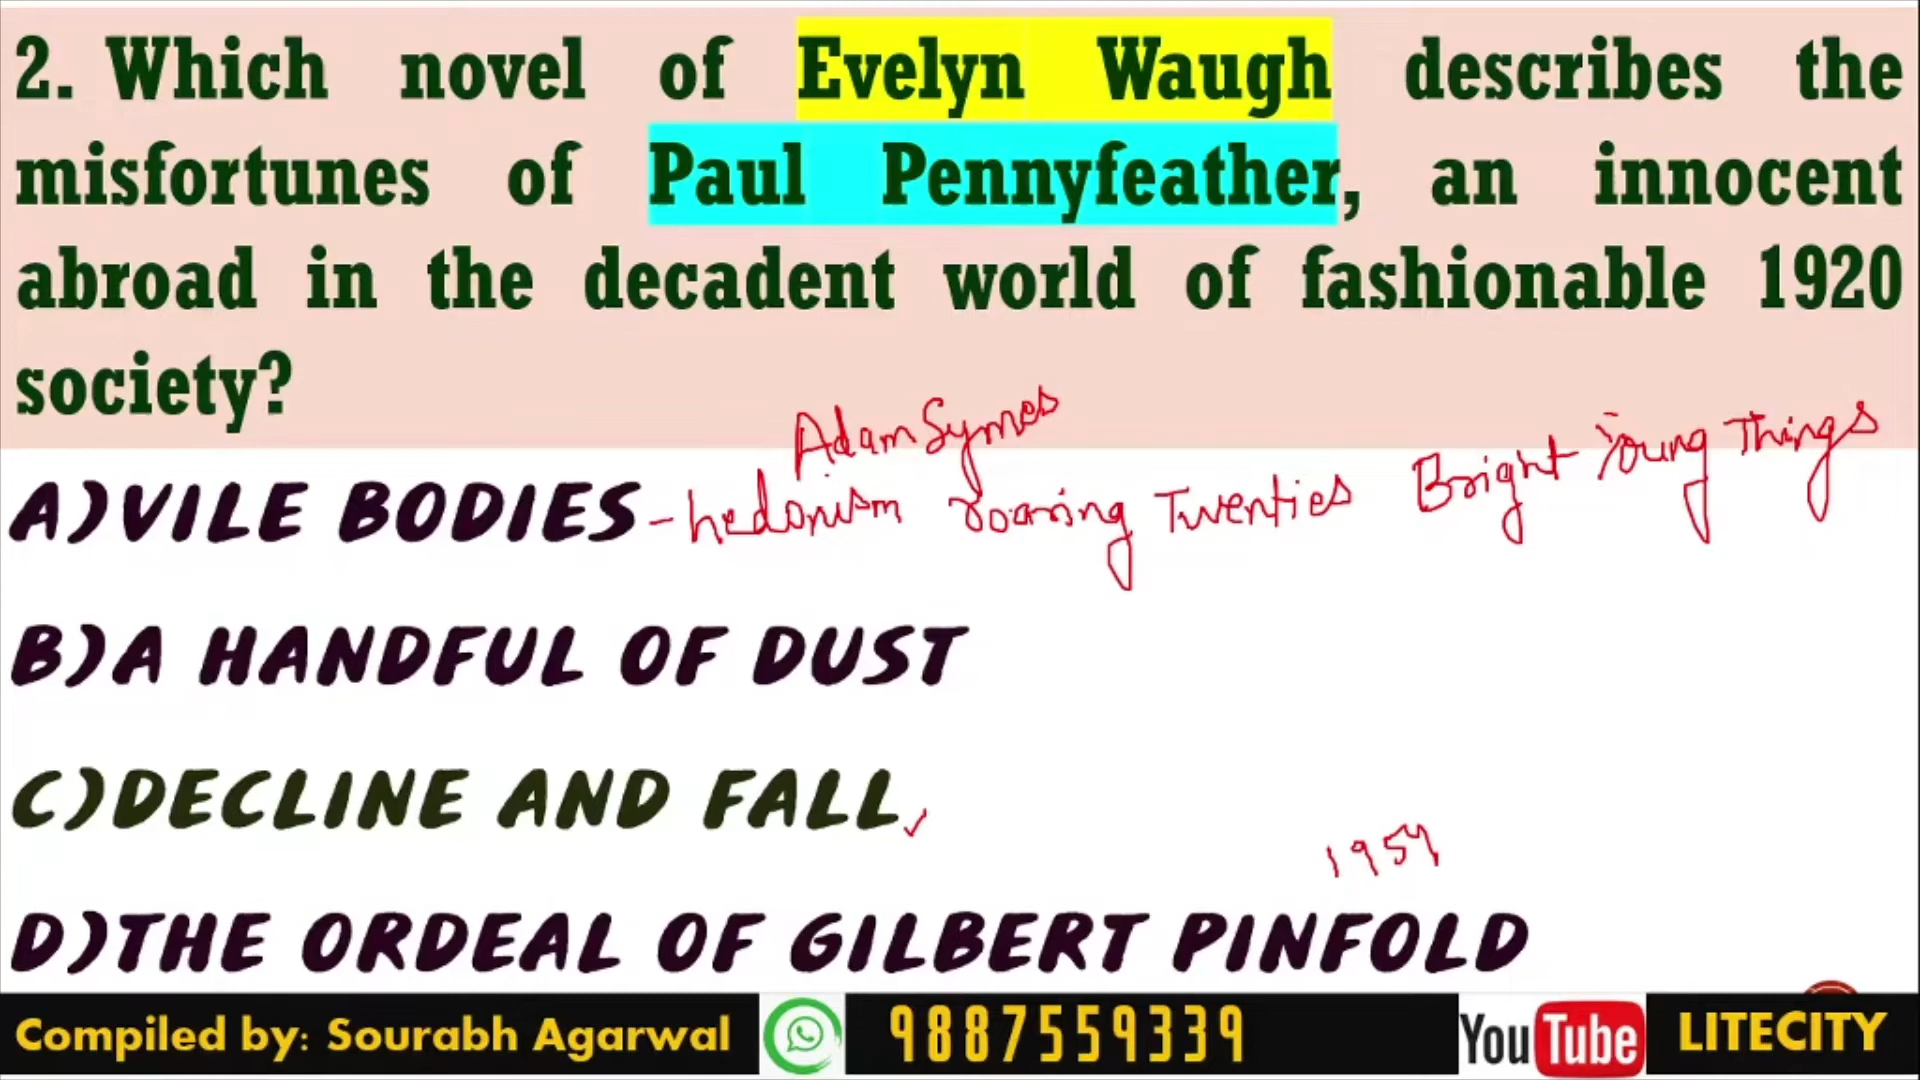 2. Which novel of Evelyn Waugh describes the
misfortunes of Paul Pennyfeather, an innocent
abroad in the decadent world of fashionable 1920
society?
Adam Symes
A)VILE BODIES - hedonism roaring Twenties Bright Young Things
B)A HANDFUL OF DUST
C)DECLINE AND FALL
1954
D)THE ORDEAL OF GILBERT PINFOLD
Compiled by: Sourabh Agarwal 9887559339 YouTube LITECITY